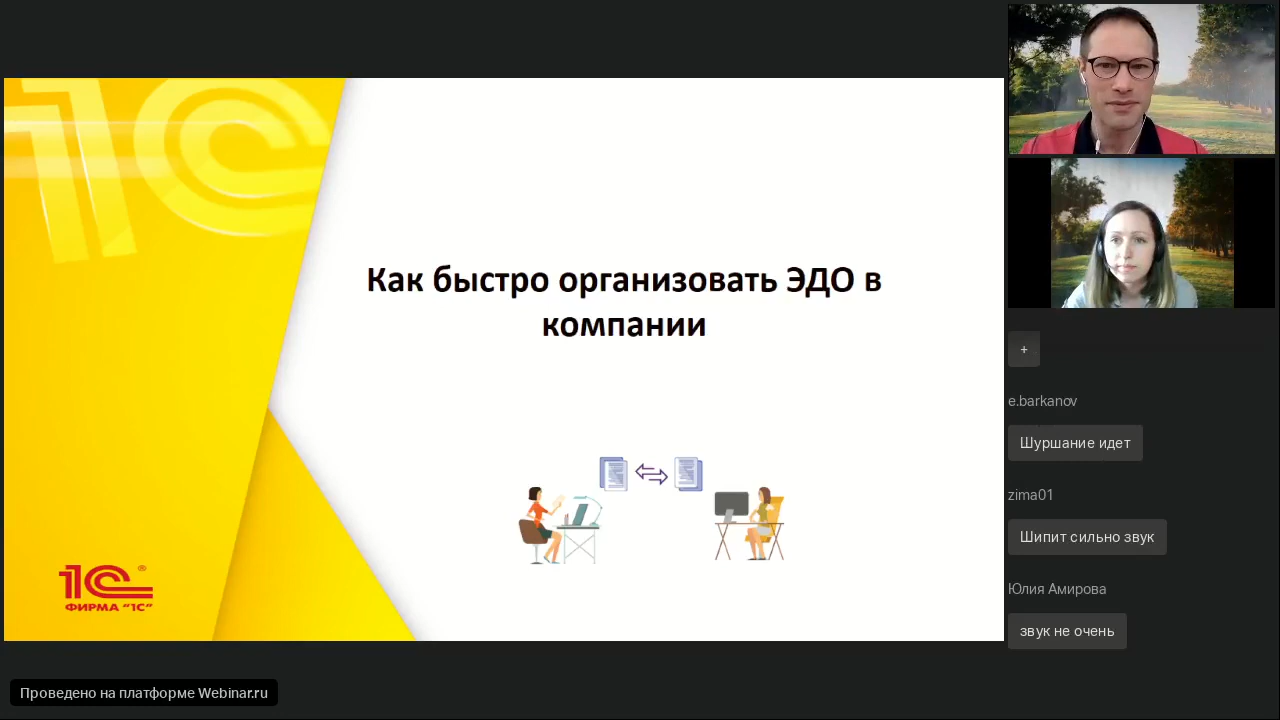 1С
Как быстро организовать ЭДО в
компании
1С®
ФИРМА "1С"
+
e.barkanov
Шуршание идет
zima01
Шипит сильно звук
Юлия Амирова
звук не очень
Проведено на платформе Webinar.ru